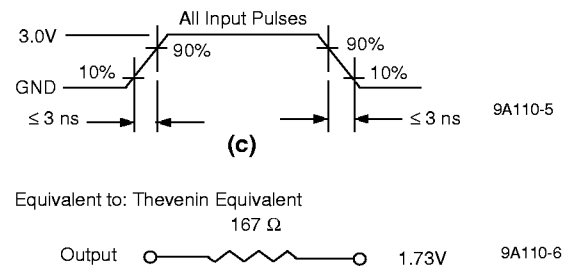 All Input Pulses
3.0V
90%
90%
10%
10%
GND
≤ 3 ns
≤ 3 ns
9A110-5
(c)
Equivalent to: Thevenin Equivalent
167 Ω
Output
1.73V
9A110-6